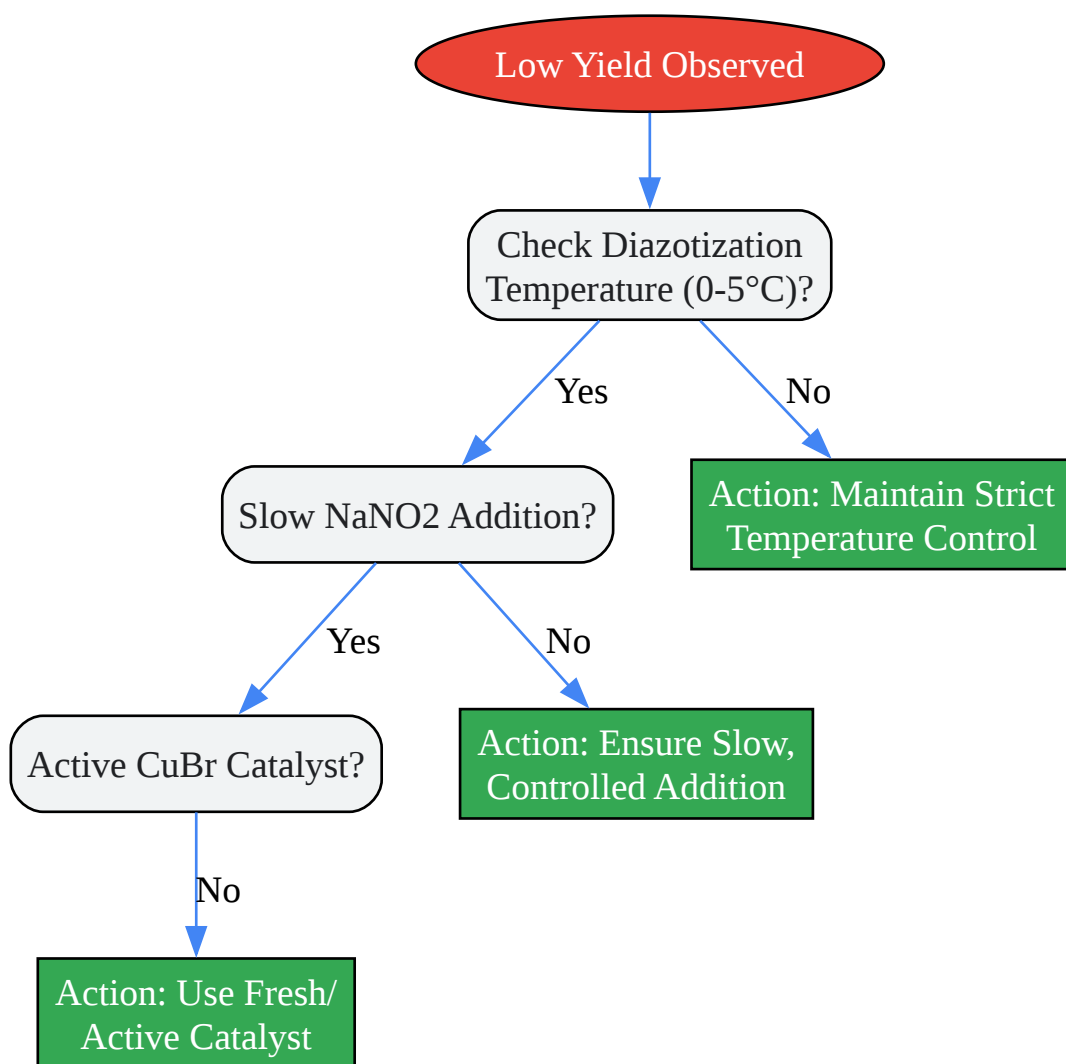 Low Yield Observed
Check Diazotization
Temperature (0-5°C)?
Yes
No
Slow NaNO2 Addition?
Action: Maintain Strict
Temperature Control
Yes
No
Active CuBr Catalyst?
Action: Ensure Slow,
Controlled Addition
No
Action: Use Fresh/
Active Catalyst